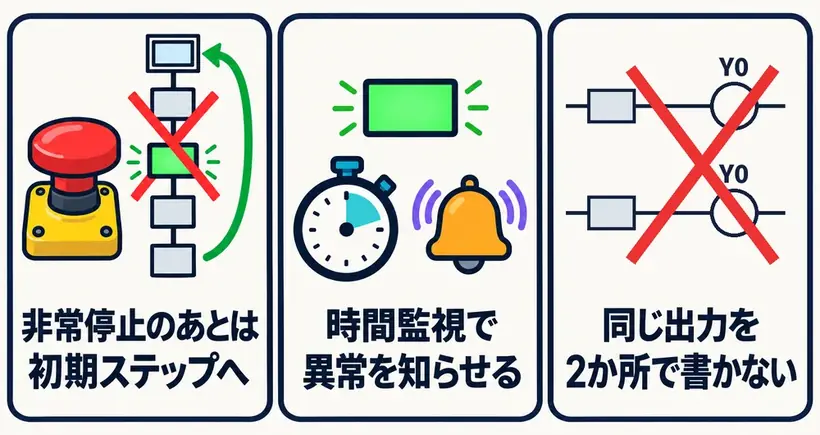 非常停止のあとは
初期ステップへ
時間監視で
異常を知らせる
Y0
Y0
同じ出力を
2か所で書かない